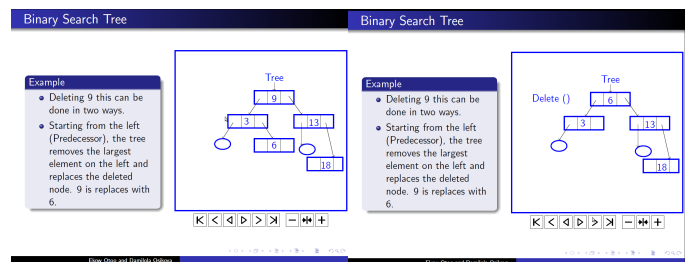 Binary Search Tree
Example
Deleting 9 this can be
done in two ways.
Starting from the left
(Predecessor), the tree
removes the largest
element on the left and
replaces the deleted
node. 9 is replaces with
6.
Tree
9
3
13
6
18
Binary Search Tree
Example
Deleting 9 this can be
done in two ways.
Starting from the left
(Predecessor), the tree
removes the largest
element on the left and
replaces the deleted
node. 9 is replaces with
6.
Tree
Delete ()
6
3
13
18